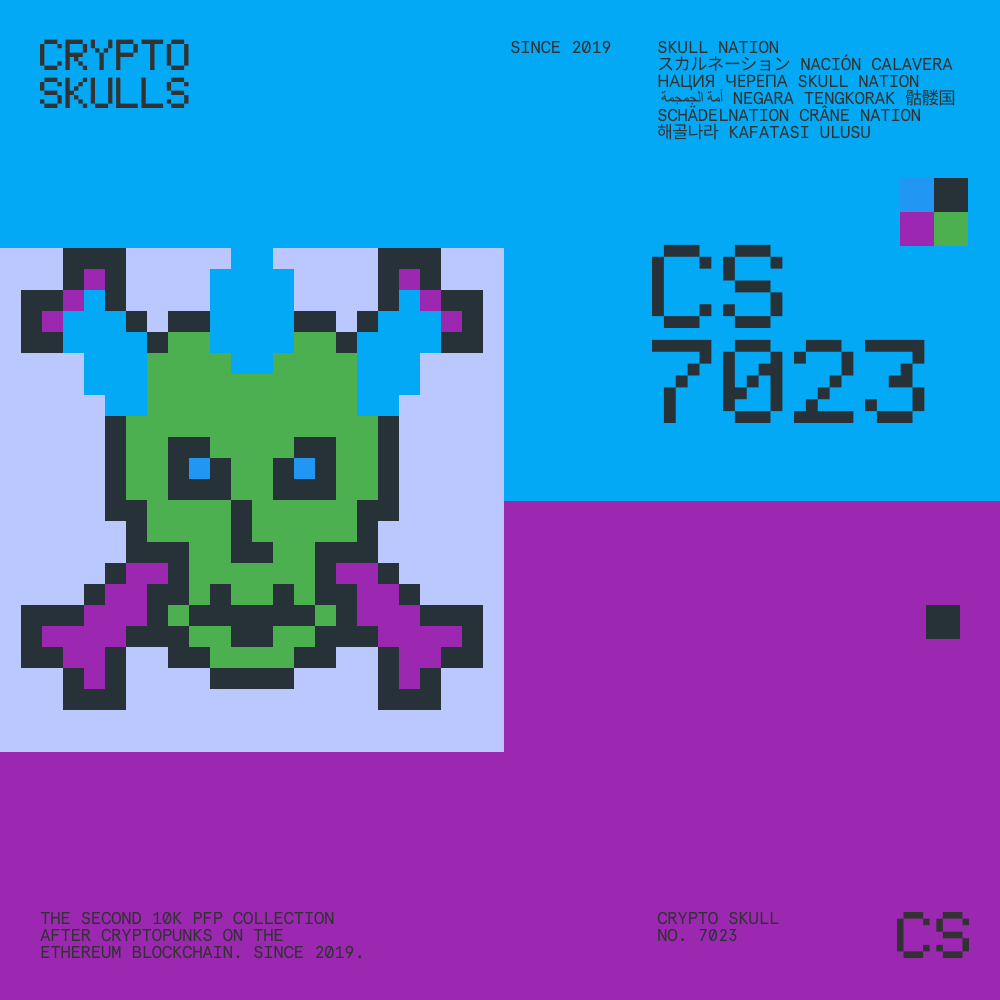 CRYPTO
SKULLS
SINCE 2019
SKULL NATION
スカルネーション NACIÓN CALAVERA
НАЦИЯ ЧЕРЕПА SKULL NATION
أمة الجمجمة NEGARA TENGKORAK 骷髅国
SCHÄDELNATION CRÂNE NATION
해골나라 KAFATASI ULUSU
CS
7023
THE SECOND 10K PFP COLLECTION
AFTER CRYPTOPUNKS ON THE
ETHEREUM BLOCKCHAIN. SINCE 2019.
CRYPTO SKULL
NO. 7023
CS